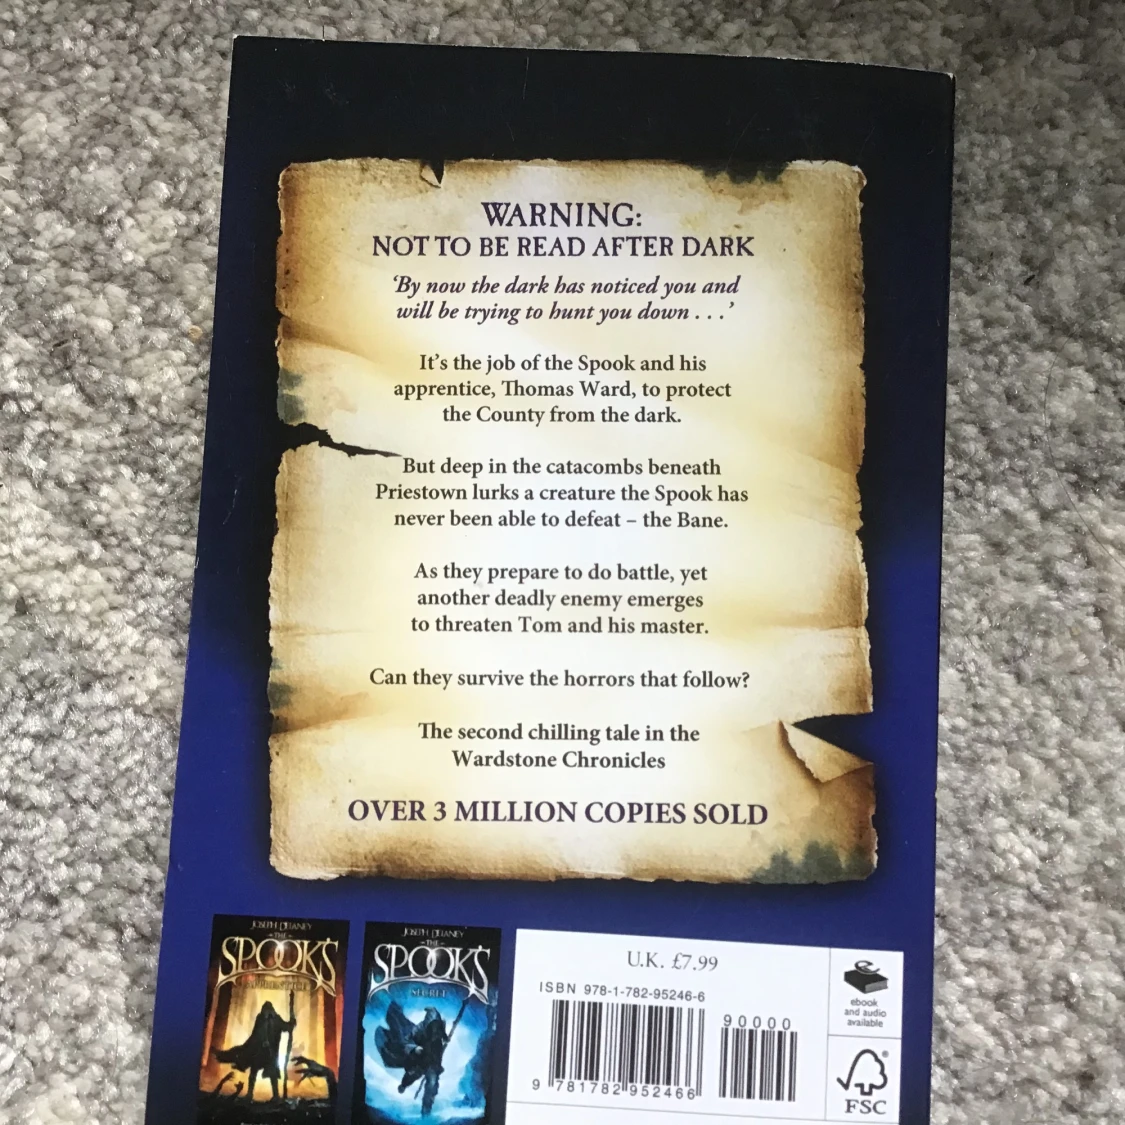 WARNING:
NOT TO BE READ AFTER DARK
‘By now the dark has noticed you and
will be trying to hunt you down . . .’
It’s the job of the Spook and his
apprentice, Thomas Ward, to protect
the County from the dark.
But deep in the catacombs beneath
Priestown lurks a creature the Spook has
never been able to defeat – the Bane.
As they prepare to do battle, yet
another deadly enemy emerges
to threaten Tom and his master.
Can they survive the horrors that follow?
The second chilling tale in the
Wardstone Chronicles
OVER 3 MILLION COPIES SOLD
JOSEPH DELANEY
THE
SPOOK'S
APPRENTICE
JOSEPH DELANEY
THE
SPOOK'S
SECRET
U.K. £7.99
ISBN 978-1-782-95246-6
90000
9 781782 952466
ebook
and audio
available
FSC